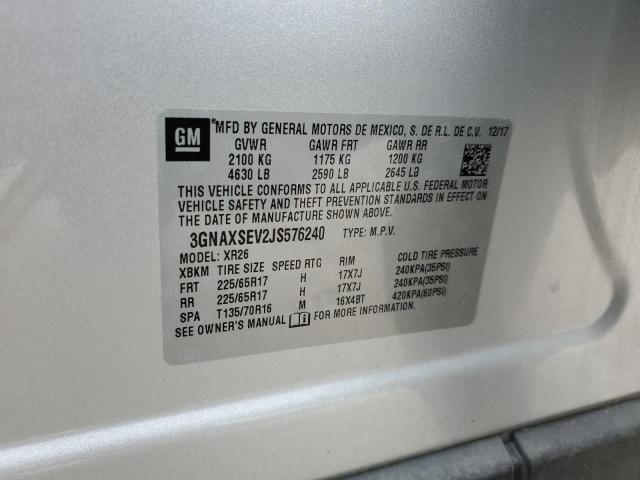 GM *MFD BY GENERAL MOTORS DE MEXICO, S. DE R.L. DE C.V. 12/17
GVWR GAWR FRT GAWR RR
2100 KG 1175 KG 1200 KG
4630 LB 2590 LB 2645 LB
THIS VEHICLE CONFORMS TO ALL APPLICABLE U.S. FEDERAL MOTOR
VEHICLE SAFETY AND THEFT PREVENTION STANDARDS IN EFFECT ON
THE DATE OF MANUFACTURE SHOWN ABOVE.
3GNAXSEV2JS576240 TYPE: M.P.V.
MODEL: XR26
XBKM TIRE SIZE SPEED RTG RIM COLD TIRE PRESSURE
FRT 225/65R17 H 17X7J 240KPA(35PSI)
RR 225/65R17 H 17X7J 240KPA(35PSI)
SPA T135/70R16 M 16X4BT 420KPA(60PSI)
SEE OWNER'S MANUAL FOR MORE INFORMATION.